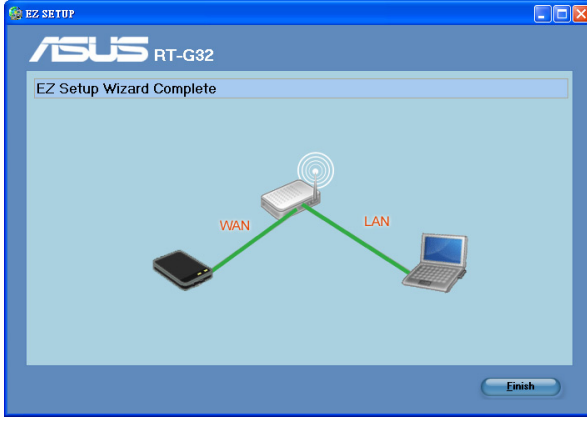 EZ SETUP
ASUS RT-G32
EZ Setup Wizard Complete
WAN
LAN
Finish